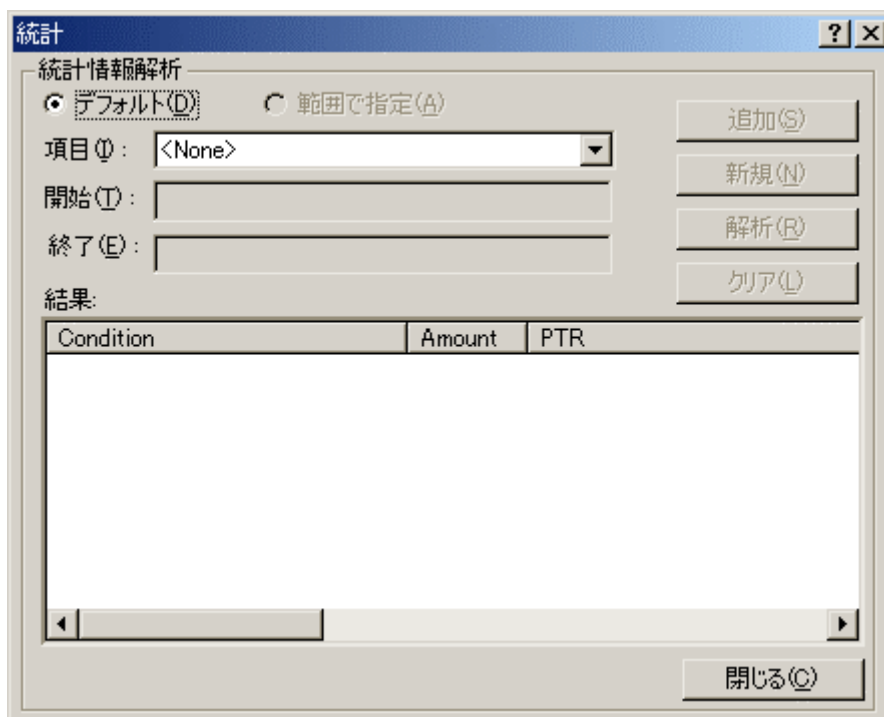 統計
統計情報解析
デフォルト(D) 範囲で指定(A)
追加(S)
項目(I): <None>
新規(N)
開始(T):
解析(R)
終了(E):
クリア(L)
結果:
Condition Amount PTR
閉じる(C)